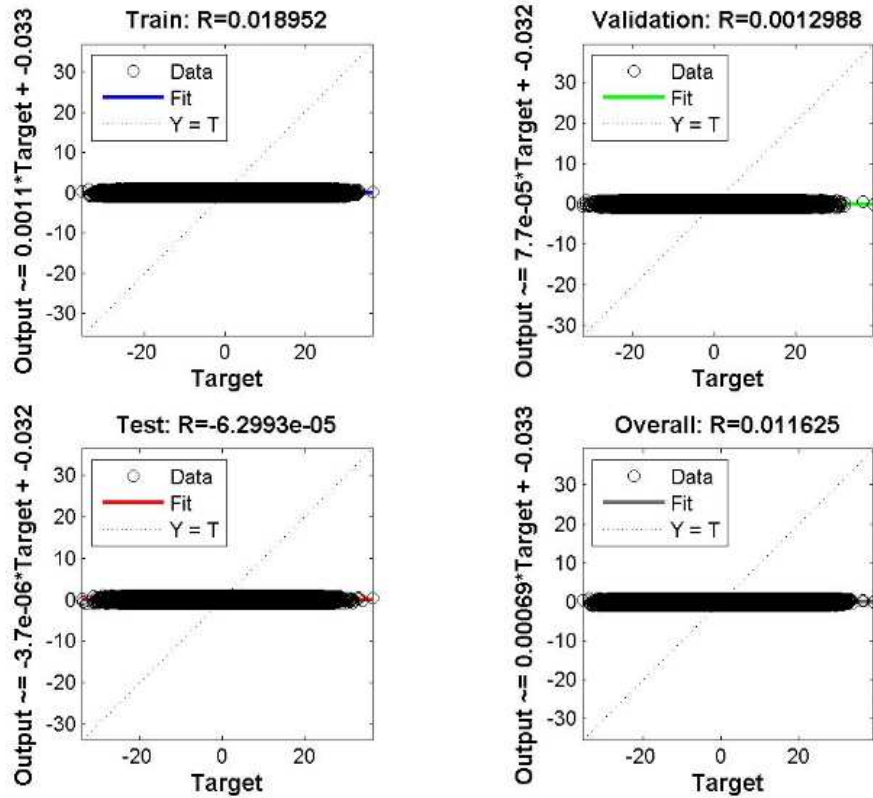 Train: R=0.018952
Output ~= 0.0011*Target + -0.033
30
20
10
0
-10
-20
-30
Data
Fit
Y = T
-20
0
20
Target
Validation: R=0.0012988
Output ~= 7.7e-05*Target + -0.032
30
20
10
0
-10
-20
-30
Data
Fit
Y = T
-20
0
20
Target
Test: R=-6.2993e-05
Output ~= -3.7e-06*Target + -0.032
30
20
10
0
-10
-20
-30
Data
Fit
Y = T
-20
0
20
Target
Overall: R=0.011625
Output ~= 0.00069*Target + -0.033
30
20
10
0
-10
-20
-30
Data
Fit
Y = T
-20
0
20
Target